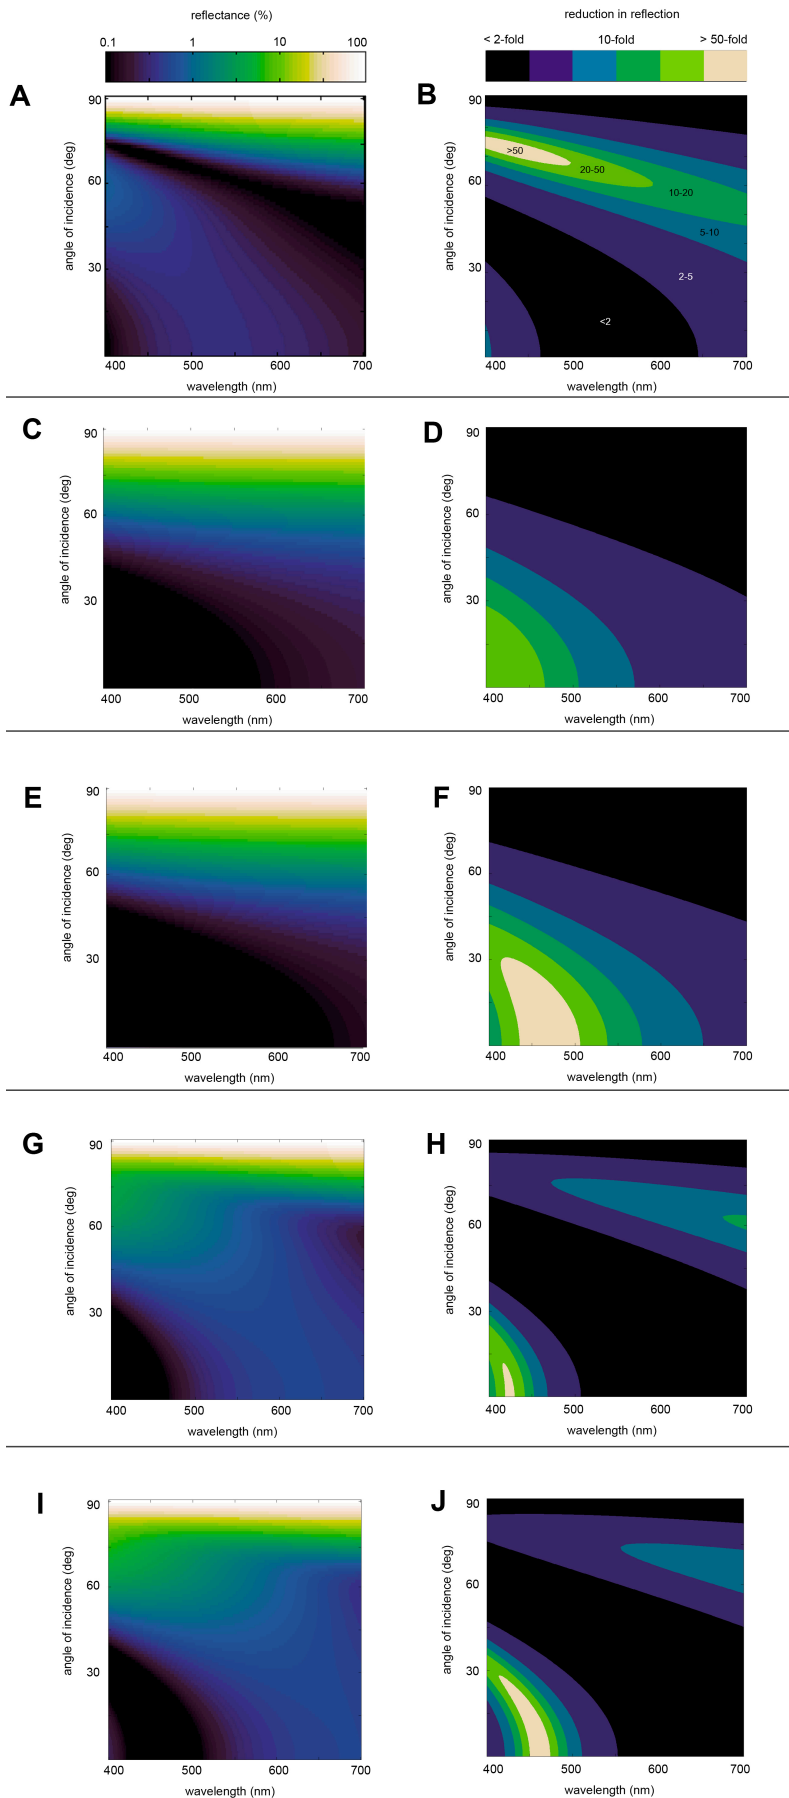 reflectance (%)
reduction in reflection
0.1 1 10 100
< 2-fold 10-fold > 50-fold
A
90
60
30
angle of incidence (deg)
400 500 600 700
wavelength (nm)
B
90
60
30
angle of incidence (deg)
>50
20-50
10-20
5-10
2-5
<2
400 500 600 700
wavelength (nm)
C
90
60
30
angle of incidence (deg)
400 500 600 700
wavelength (nm)
D
90
60
30
angle of incidence (deg)
400 500 600 700
wavelength (nm)
E
90
60
30
angle of incidence (deg)
400 500 600 700
wavelength (nm)
F
90
60
30
angle of incidence (deg)
400 500 600 700
wavelength (nm)
G
90
60
30
angle of incidence (deg)
400 500 600 700
wavelength (nm)
H
90
60
30
angle of incidence (deg)
400 500 600 700
wavelength (nm)
I
90
60
30
angle of incidence (deg)
400 500 600 700
wavelength (nm)
J
90
60
30
angle of incidence (deg)
400 500 600 700
wavelength (nm)